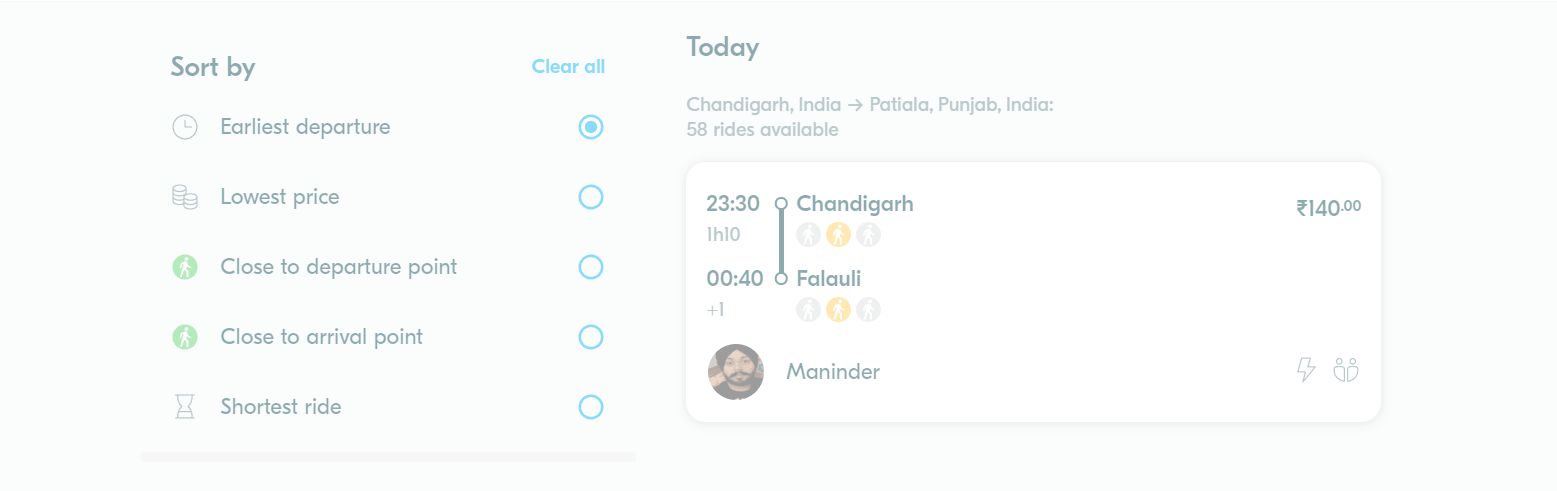 Sort by
Clear all
Earliest departure
Lowest price
Close to departure point
Close to arrival point
Shortest ride
Today
Chandigarh, India → Patiala, Punjab, India:
58 rides available
23:30 Chandigarh ₹140.00
1h10
00:40 Falauli
+1
Maninder